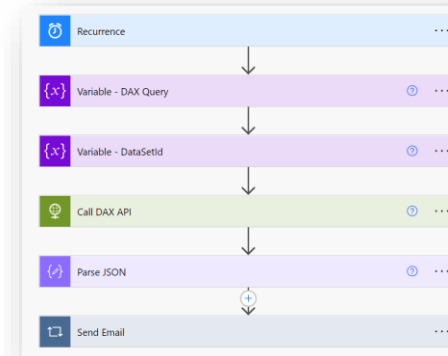 Recurrence
{x} Variable - DAX Query
{x} Variable - DataSetId
Call DAX API
Parse JSON
Send Email